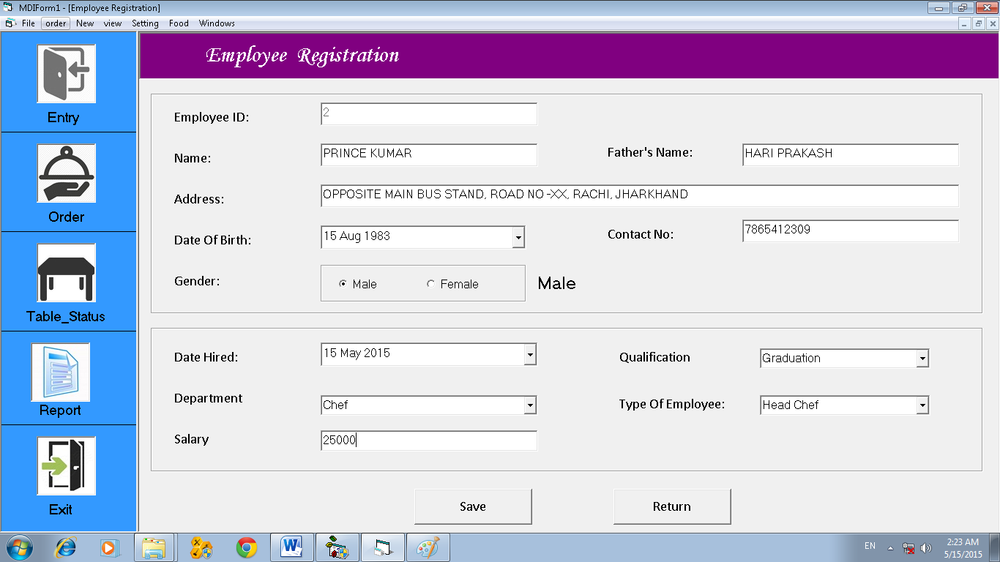 MDIForm1 - [Employee Registration]
File order New view Setting Food Windows
Employee Registration
Entry
Order
Table_Status
Report
Exit
Employee ID: 2
Name: PRINCE KUMAR Father's Name: HARI PRAKASH
Address: OPPOSITE MAIN BUS STAND, ROAD NO -XX, RACHI, JHARKHAND
Date Of Birth: 15 Aug 1983 Contact No: 7865412309
Gender: Male Female Male
Date Hired: 15 May 2015 Qualification Graduation
Department Chef Type Of Employee: Head Chef
Salary 25000
Save Return
EN 2:23 AM
5/15/2015